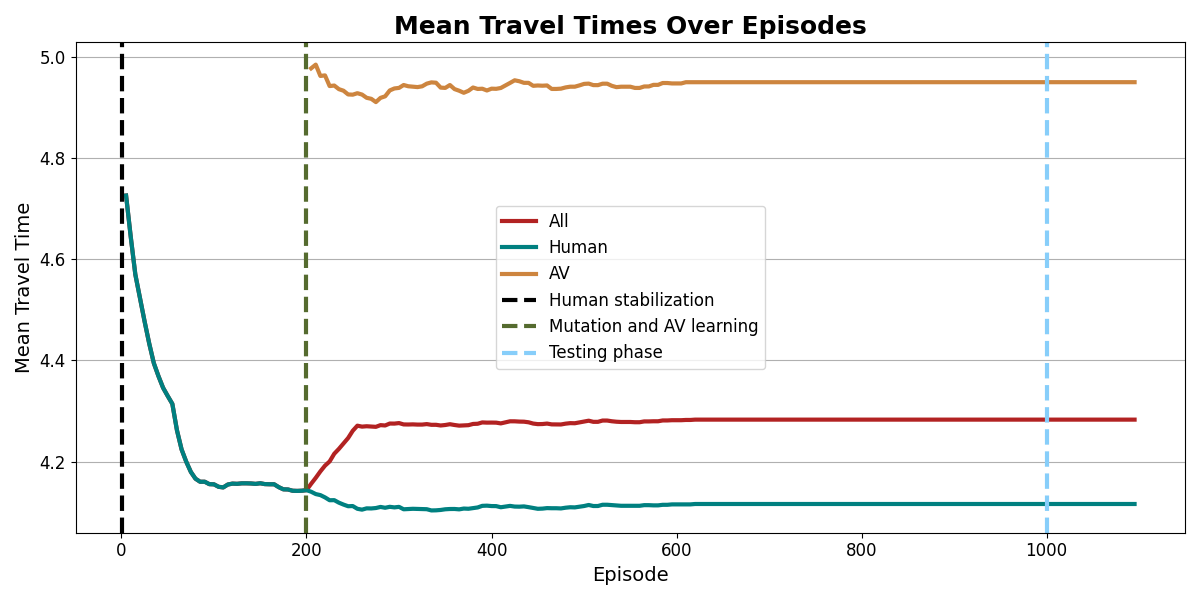 Mean Travel Times Over Episodes
Mean Travel Time
5.0
4.8
4.6
4.4
4.2
All
Human
AV
Human stabilization
Mutation and AV learning
Testing phase
0
200
400
600
800
1000
Episode